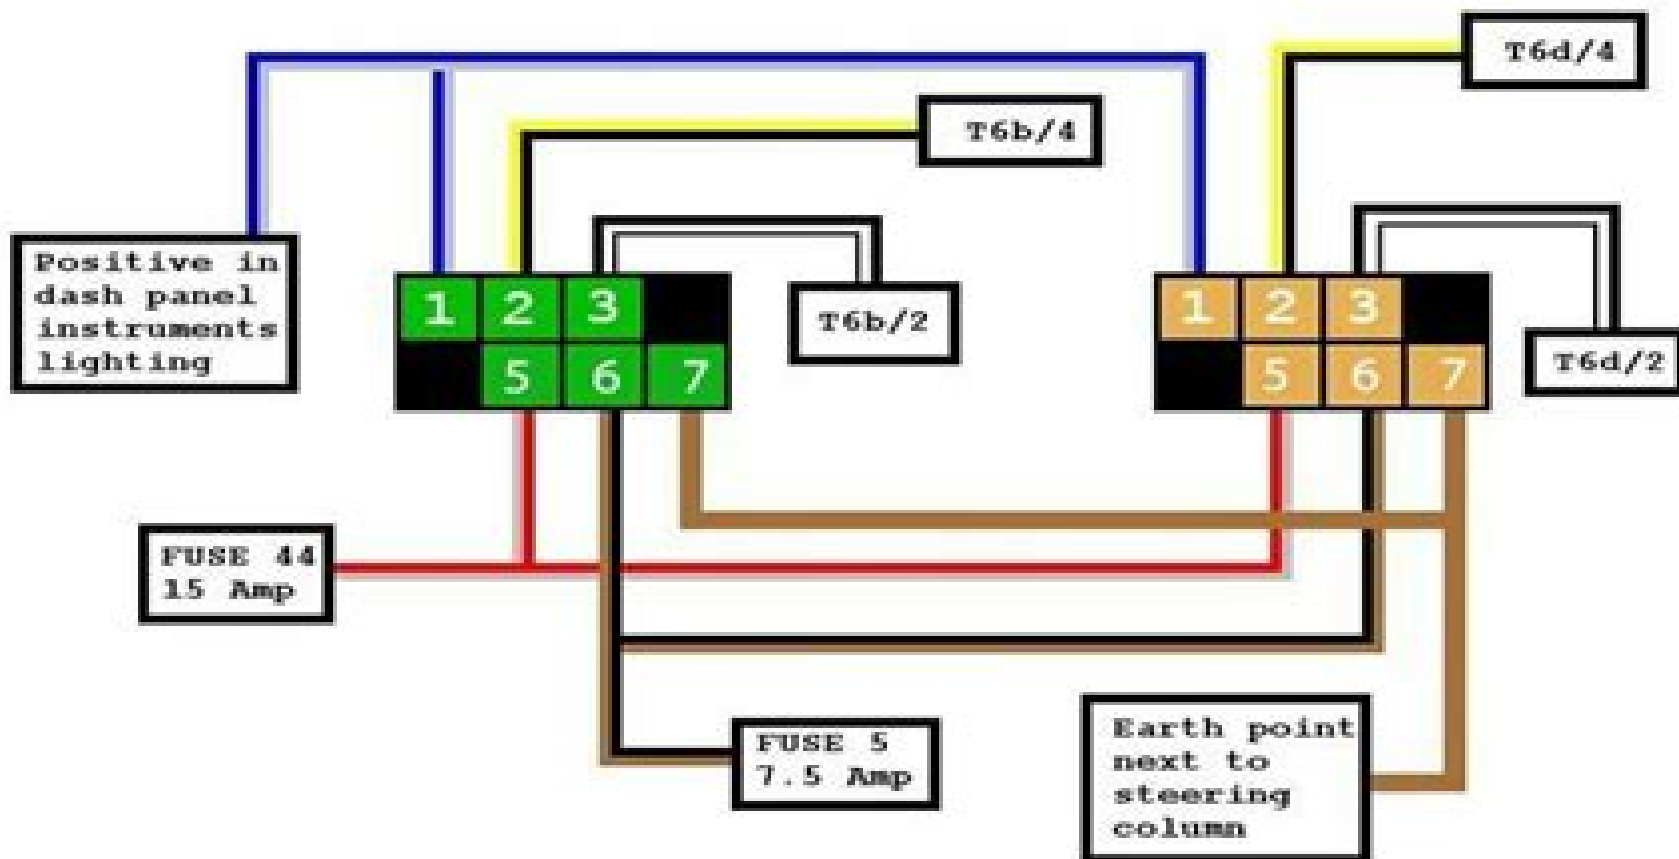 T6d/4
T6b/4
Positive in
dash panel
instruments
lighting
1 2 3
5 6 7
T6b/2
1 2 3
5 6 7
T6d/2
FUSE 44
15 Amp
FUSE 5
7.5 Amp
Earth point
next to
steering
column